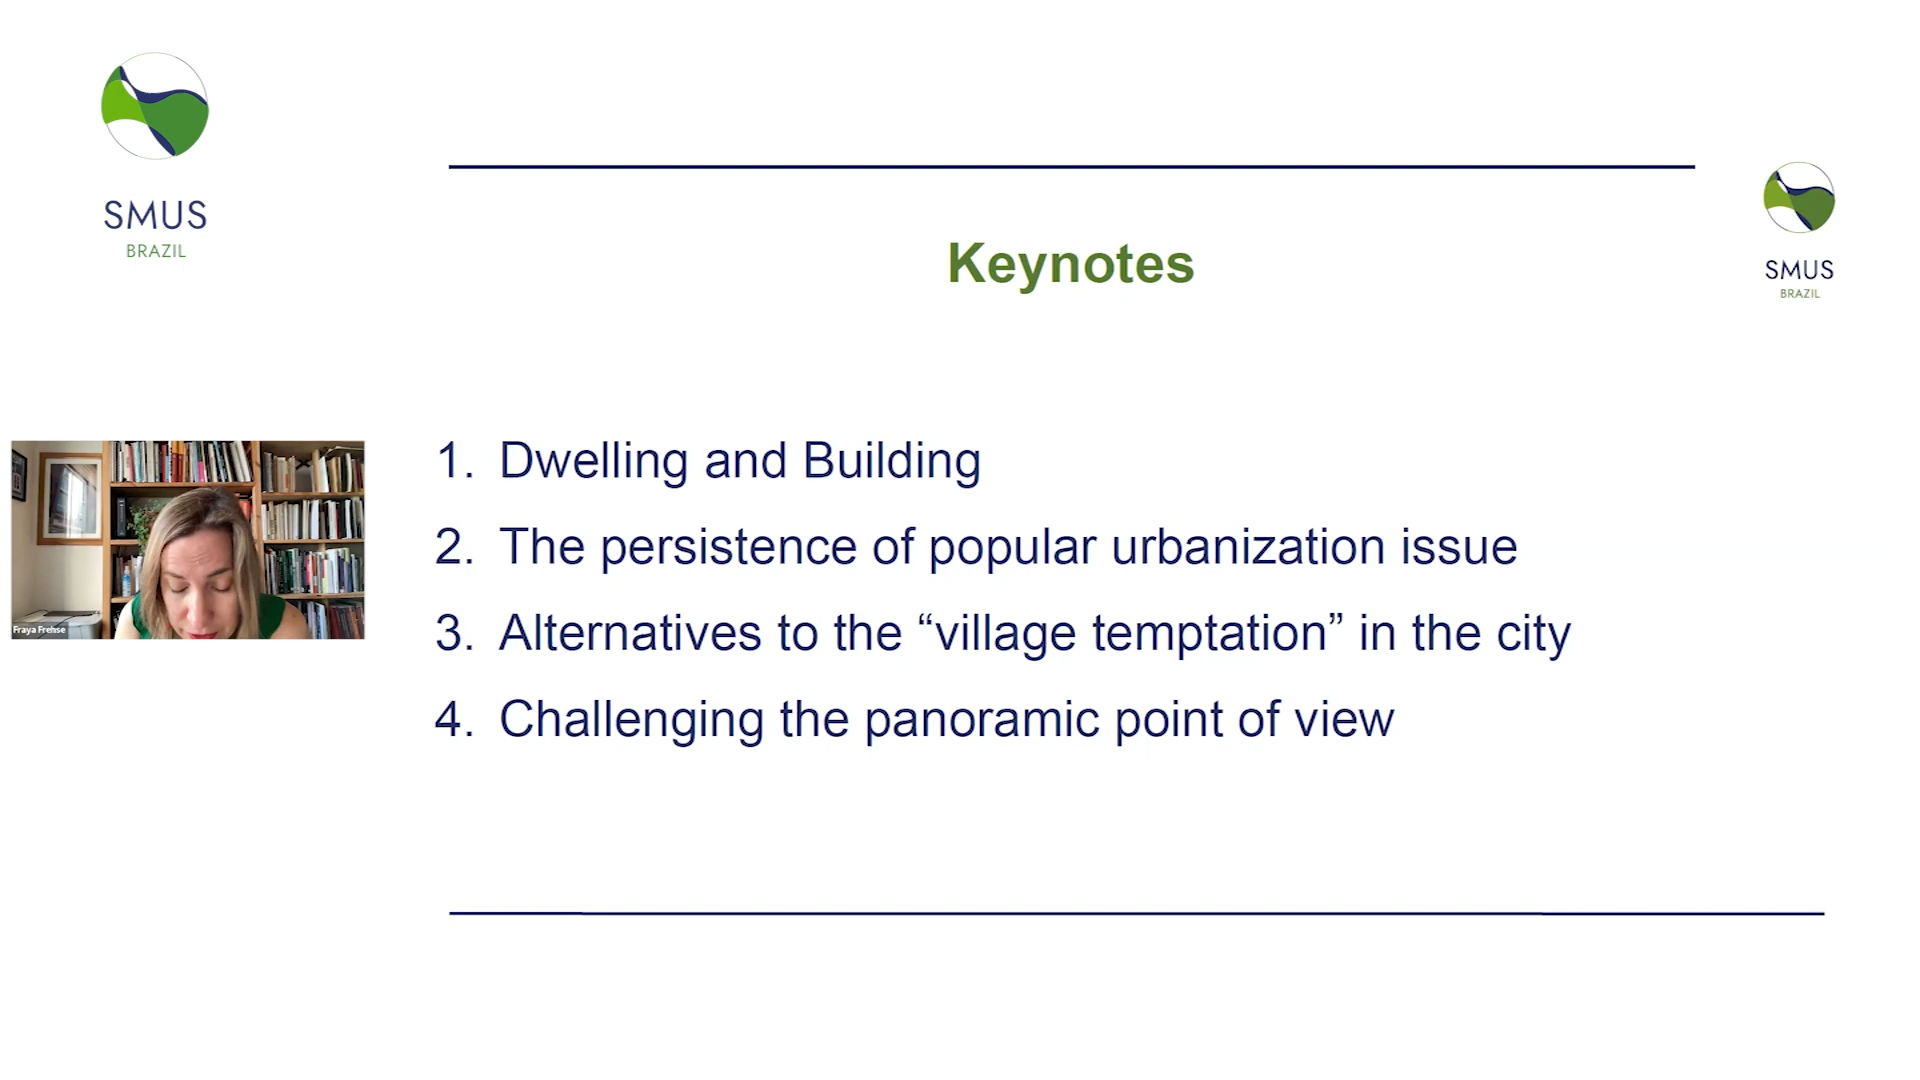 SMUS
BRAZIL
Keynotes
SMUS
BRAZIL
1. Dwelling and Building
2. The persistence of popular urbanization issue
3. Alternatives to the “village temptation” in the city
4. Challenging the panoramic point of view
Fraya Frehse